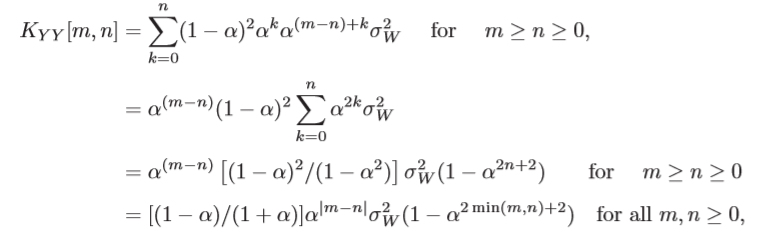 $K_{YY}[m,n] = \sum_{k=0}^{n} (1-\alpha)^2 \alpha^k \alpha^{(m-n)+k} \sigma_W^2 \quad \text{for} \quad m \geq n \geq 0,$
$= \alpha^{(m-n)} (1-\alpha)^2 \sum_{k=0}^{n} \alpha^{2k} \sigma_W^2$
$= \alpha^{(m-n)} \left[ (1-\alpha)^2 / (1-\alpha^2) \right] \sigma_W^2 (1-\alpha^{2n+2}) \quad \text{for} \quad m \geq n \geq 0$
$= [(1-\alpha)/(1+\alpha)] \alpha^{|m-n|} \sigma_W^2 (1-\alpha^{2\min(m,n)+2}) \quad \text{for all } m,n \geq 0,$